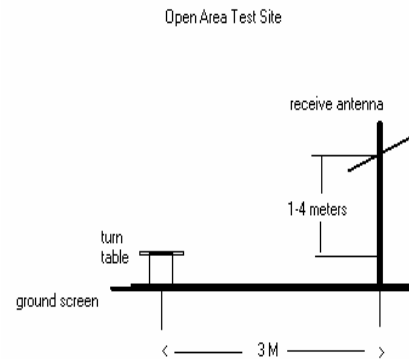 Open Area Test Site
receive antenna
1-4 meters
turn
table
ground screen
3 M